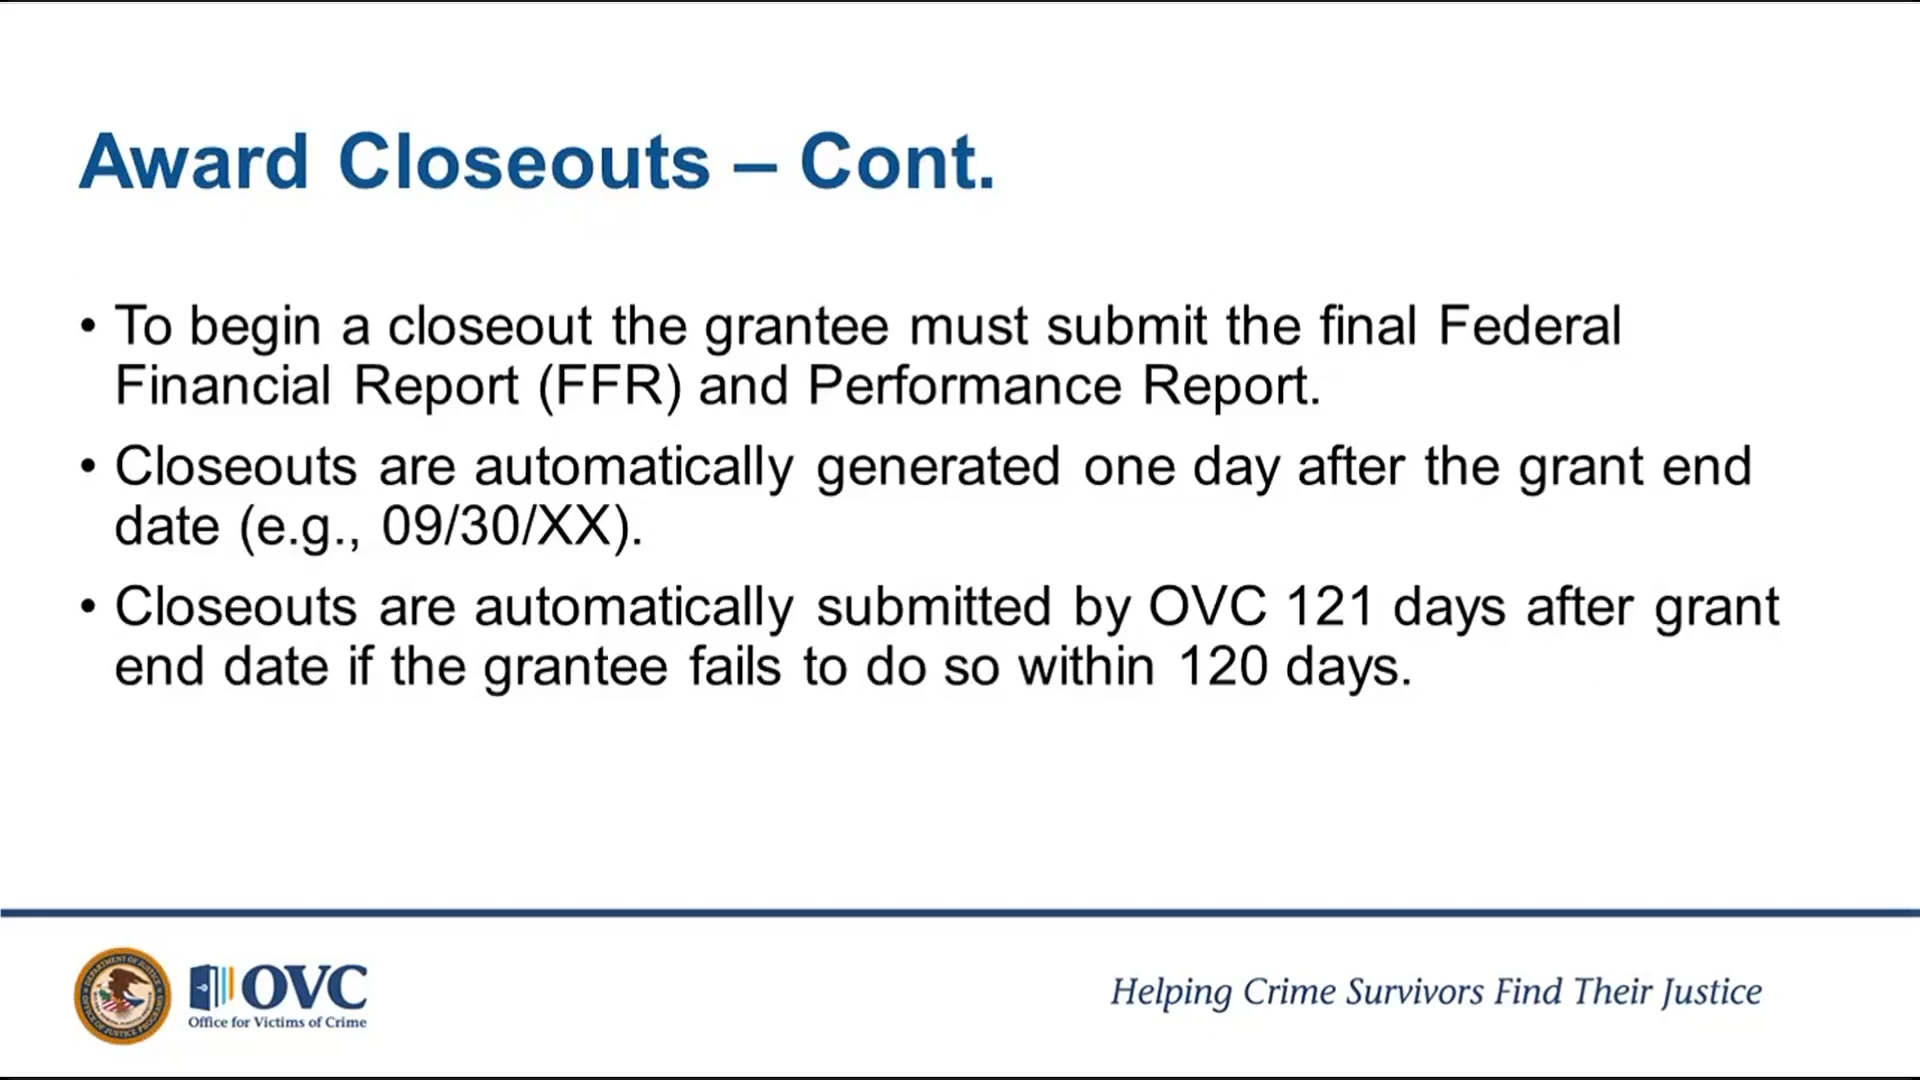 Award Closeouts – Cont.
• To begin a closeout the grantee must submit the final Federal
Financial Report (FFR) and Performance Report.
• Closeouts are automatically generated one day after the grant end
date (e.g., 09/30/XX).
• Closeouts are automatically submitted by OVC 121 days after grant
end date if the grantee fails to do so within 120 days.
OVC
Office for Victims of Crime
Helping Crime Survivors Find Their Justice